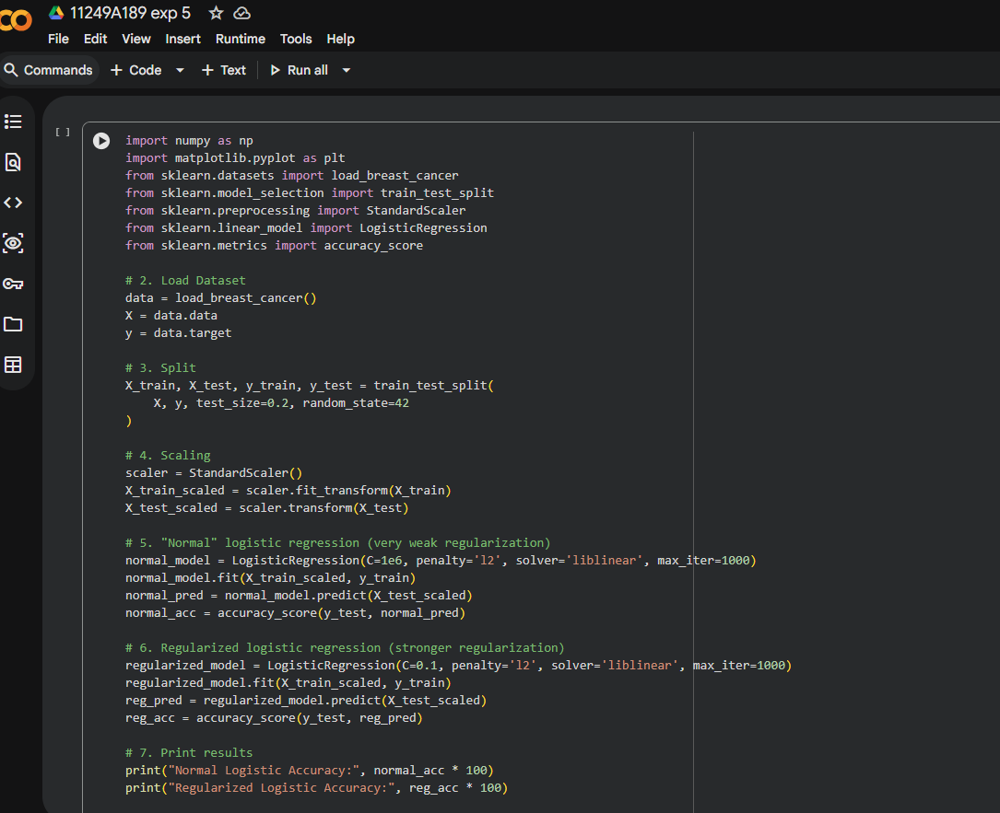 CO
11249A189 exp 5
File Edit View Insert Runtime Tools Help
Commands + Code + Text Run all
[ ]
import numpy as np
import matplotlib.pyplot as plt
from sklearn.datasets import load_breast_cancer
from sklearn.model_selection import train_test_split
from sklearn.preprocessing import StandardScaler
from sklearn.linear_model import LogisticRegression
from sklearn.metrics import accuracy_score

# 2. Load Dataset
data = load_breast_cancer()
X = data.data
y = data.target

# 3. Split
X_train, X_test, y_train, y_test = train_test_split(
    X, y, test_size=0.2, random_state=42
)

# 4. Scaling
scaler = StandardScaler()
X_train_scaled = scaler.fit_transform(X_train)
X_test_scaled = scaler.transform(X_test)

# 5. "Normal" logistic regression (very weak regularization)
normal_model = LogisticRegression(C=1e6, penalty='l2', solver='liblinear', max_iter=1000)
normal_model.fit(X_train_scaled, y_train)
normal_pred = normal_model.predict(X_test_scaled)
normal_acc = accuracy_score(y_test, normal_pred)

# 6. Regularized logistic regression (stronger regularization)
regularized_model = LogisticRegression(C=0.1, penalty='l2', solver='liblinear', max_iter=1000)
regularized_model.fit(X_train_scaled, y_train)
reg_pred = regularized_model.predict(X_test_scaled)
reg_acc = accuracy_score(y_test, reg_pred)

# 7. Print results
print("Normal Logistic Accuracy:", normal_acc * 100)
print("Regularized Logistic Accuracy:", reg_acc * 100)